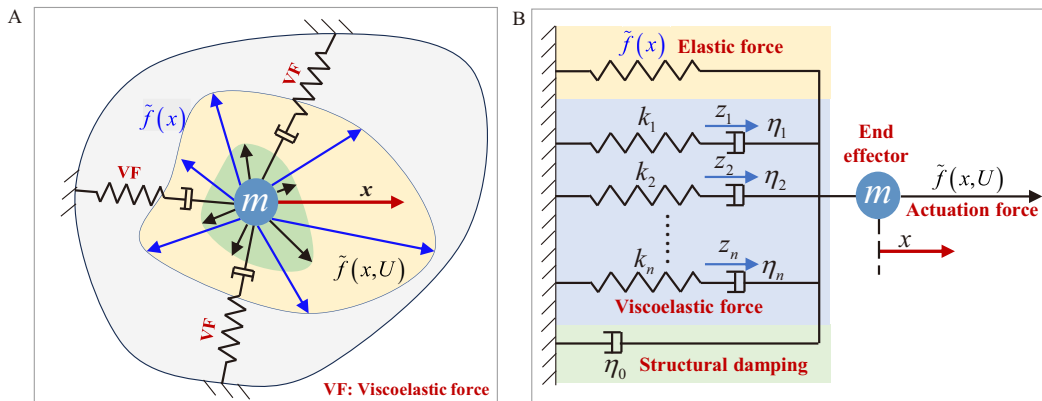 A
VF
f̃(x)
VF
m
x
f̃(x,U)
VF
VF: Viscoelastic force
B
f̃(x)
Elastic force
k₁
z₁
η₁
k₂
z₂
η₂
kₙ
zₙ
ηₙ
Viscoelastic force
η₀
Structural damping
End
effector
m
f̃(x,U)
Actuation force
x